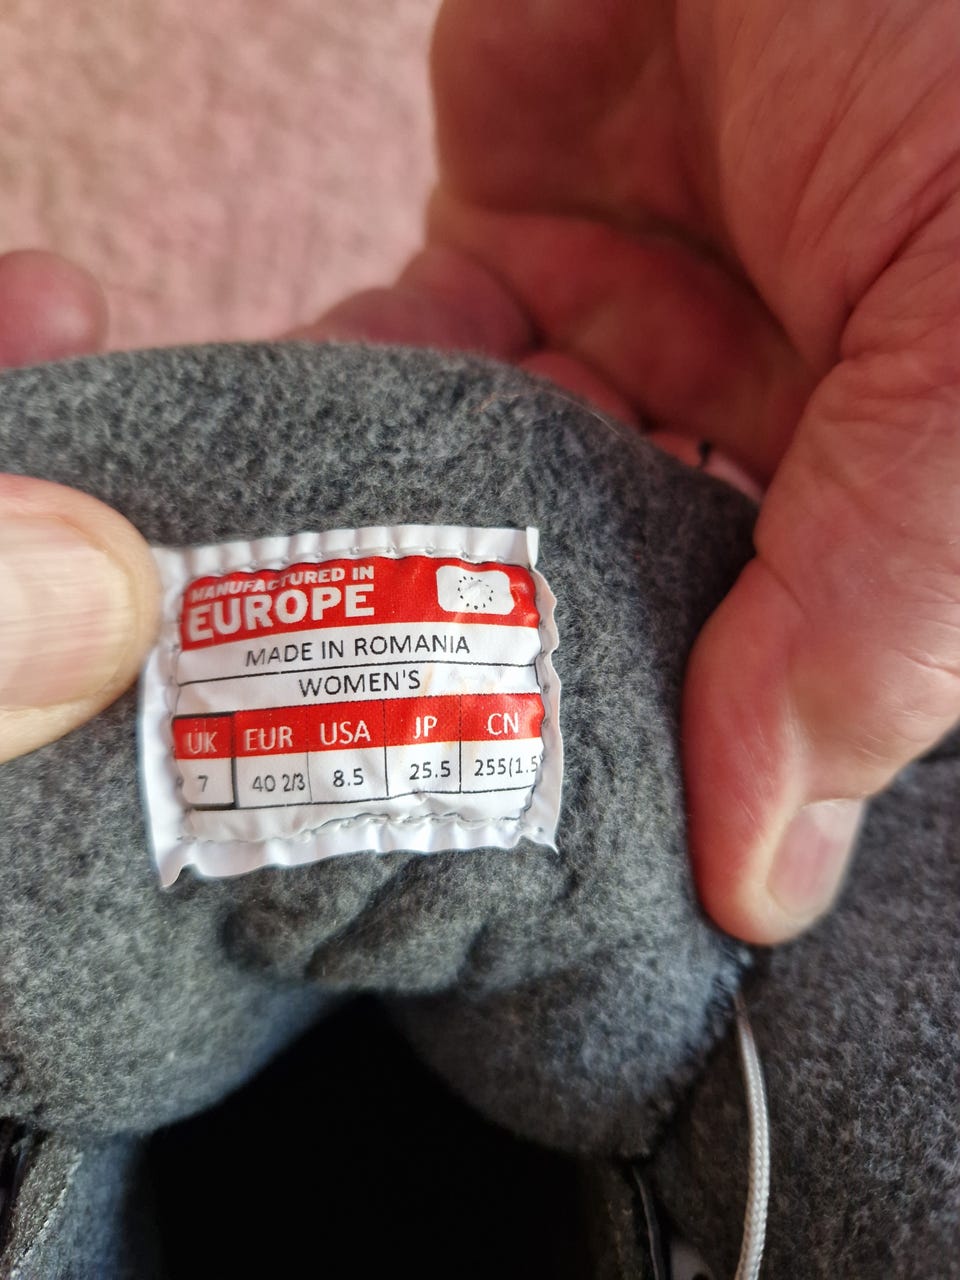 MANUFACTURED IN
EUROPE
MADE IN ROMANIA
WOMEN'S
UK EUR USA JP CN
7 40 2/3 8.5 25.5 255(1.5